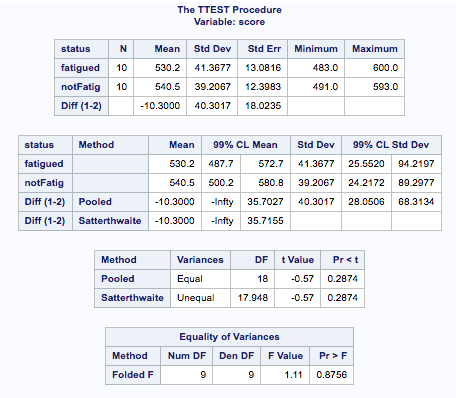 The TTEST Procedure
Variable: score
status N Mean Std Dev Std Err Minimum Maximum
fatigued 10 530.2 41.3677 13.0816 483.0 600.0
notFatig 10 540.5 39.2067 12.3983 491.0 593.0
Diff (1-2) -10.3000 40.3017 18.0235
status Method Mean 99% CL Mean Std Dev 99% CL Std Dev
fatigued 530.2 487.7 572.7 41.3677 25.5520 94.2197
notFatig 540.5 500.2 580.8 39.2067 24.2172 89.2977
Diff (1-2) Pooled -10.3000 -Infty 35.7027 40.3017 28.0506 68.3134
Diff (1-2) Satterthwaite -10.3000 -Infty 35.7155
Method Variances DF t Value Pr < t
Pooled Equal 18 -0.57 0.2874
Satterthwaite Unequal 17.948 -0.57 0.2874
Equality of Variances
Method Num DF Den DF F Value Pr > F
Folded F 9 9 1.11 0.8756